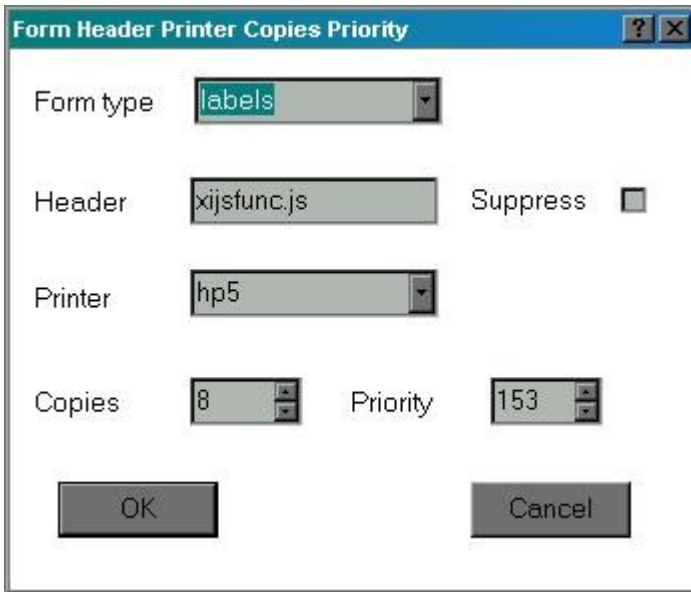 Form Header Printer Copies Priority
Form type labels
Header xijsfunc.js Suppress
Printer hp5
Copies 8 Priority 153
OK Cancel